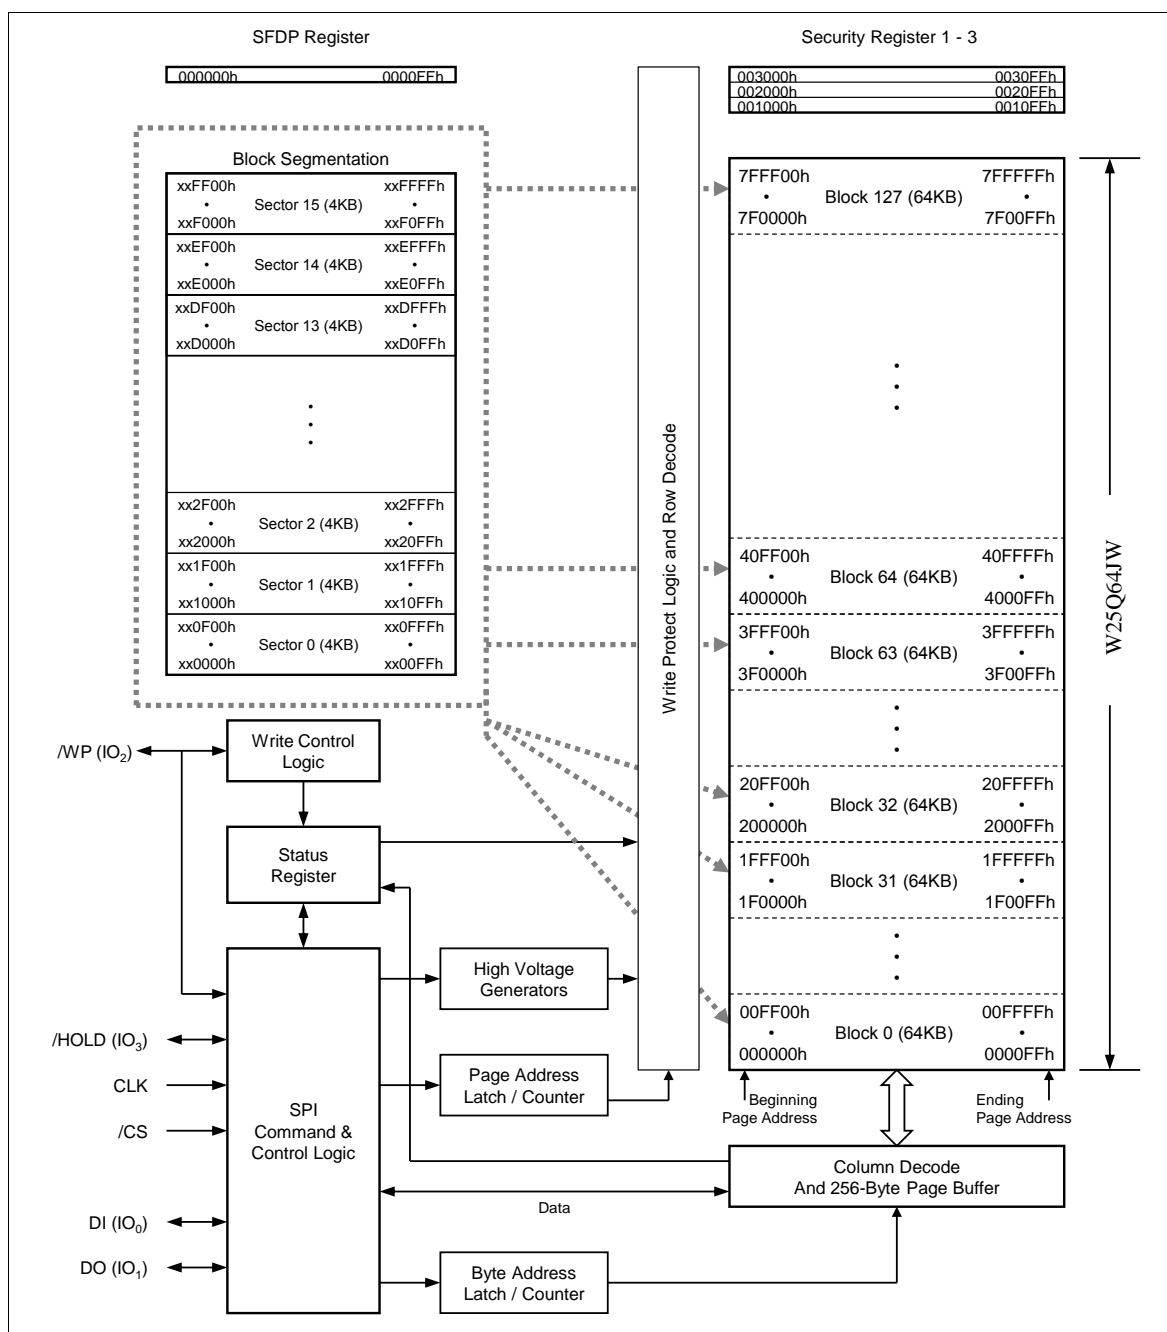 SFDP Register
000000h 0000FFh
Security Register 1 - 3
003000h 0030FFh
002000h 0020FFh
001000h 0010FFh
Block Segmentation
xxFF00h xxFFFFh
• Sector 15 (4KB) •
xxF000h xxF0FFh
xxEF00h xxEFFFh
• Sector 14 (4KB) •
xxE000h xxE0FFh
xxDF00h xxDFFFh
• Sector 13 (4KB) •
xxD000h xxD0FFh
xx2F00h xx2FFFh
• Sector 2 (4KB) •
xx2000h xx20FFh
xx1F00h xx1FFFh
• Sector 1 (4KB) •
xx1000h xx10FFh
xx0F00h xx0FFFh
• Sector 0 (4KB) •
xx0000h xx00FFh
Write Protect Logic and Row Decode
7FFF00h 7FFFFFh
• Block 127 (64KB) •
7F0000h 7F00FFh
40FF00h 40FFFFh
• Block 64 (64KB) •
400000h 4000FFh
3FFF00h 3FFFFFh
• Block 63 (64KB) •
3F0000h 3F00FFh
20FF00h 20FFFFh
• Block 32 (64KB) •
200000h 2000FFh
1FFF00h 1FFFFFh
• Block 31 (64KB) •
1F0000h 1F00FFh
00FF00h 00FFFFh
• Block 0 (64KB) •
000000h 0000FFh
W25Q64JW
Beginning
Page Address
Ending
Page Address
/WP (IO2)
Write Control
Logic
Status
Register
High Voltage
Generators
/HOLD (IO3)
CLK
/CS
DI (IO0)
DO (IO1)
SPI
Command &
Control Logic
Page Address
Latch / Counter
Column Decode
And 256-Byte Page Buffer
Data
Byte Address
Latch / Counter